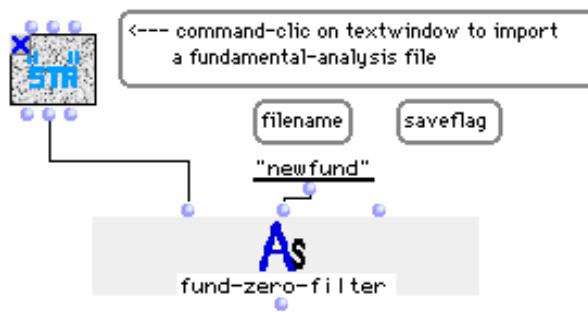 <--- command-clic on textwindow to import
a fundamental-analysis file
"STR"
filename
saveflag
"newfund"
As
fund-zero-filter